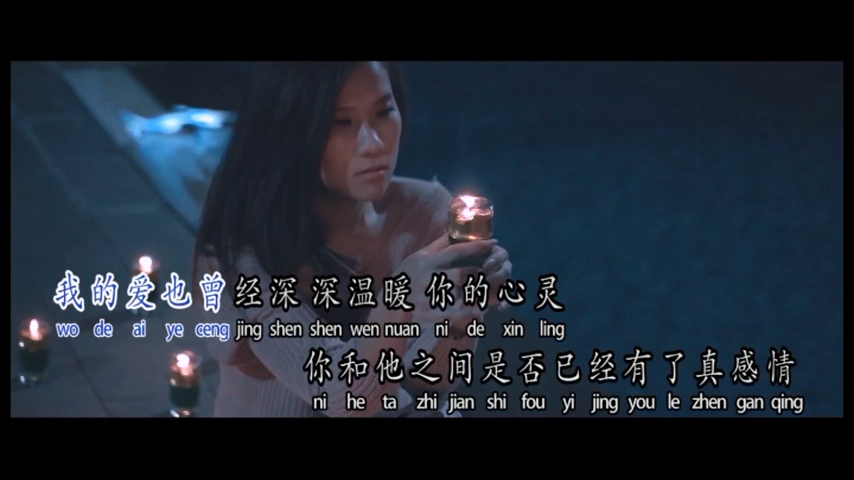 我的爱也曾经深深温暖你的心灵
wo de ai ye ceng jing shen shen wen nuan ni de xin ling
你和他之间是否已经有了真感情
ni he ta zhi jian shi fou yi jing you le zhen gan qing